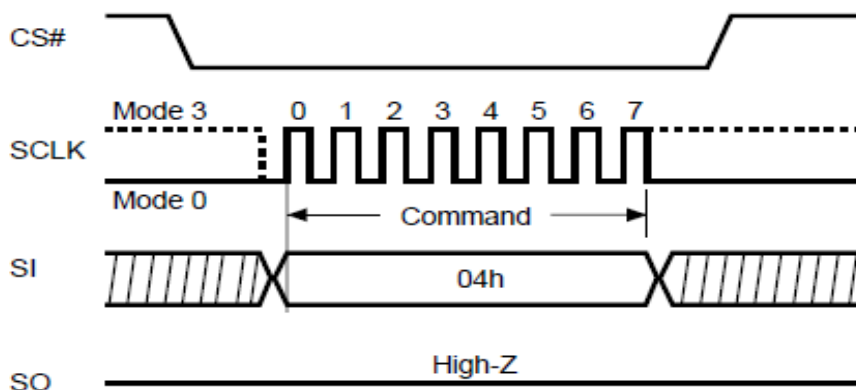 CS#
Mode 3 0 1 2 3 4 5 6 7
SCLK
Mode 0
Command
SI 04h
High-Z
SO